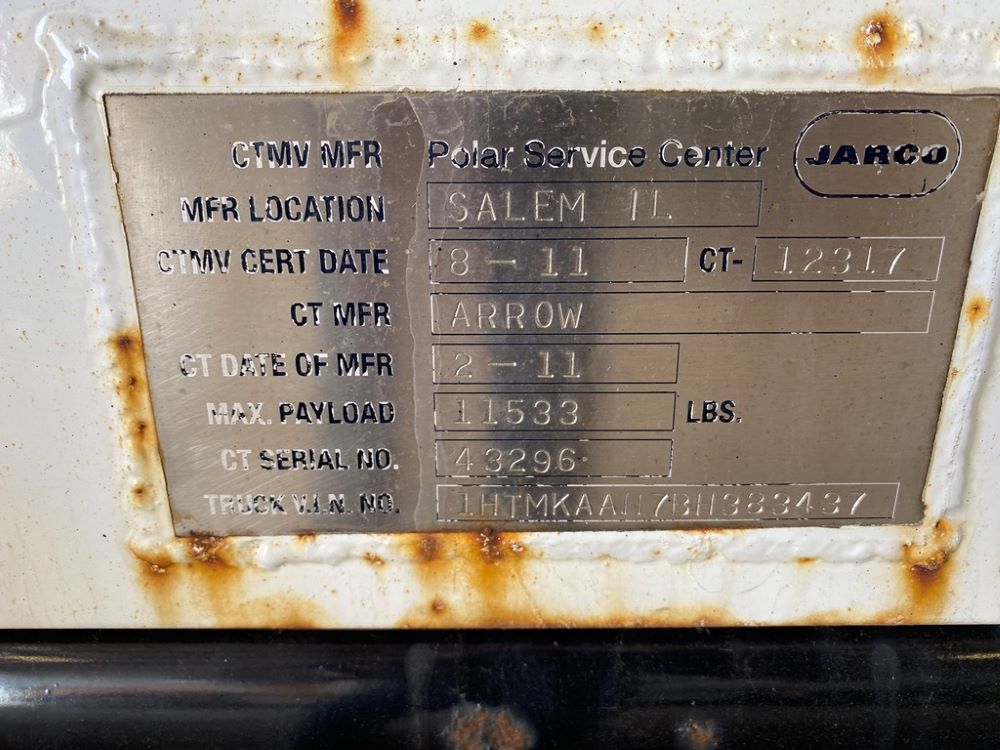 CTMV MFR Polar Service Center JARCO
MFR LOCATION SALEM IL
CTMV CERT DATE 8 - 11 CT- 12317
CT MFR ARROW
CT DATE OF MFR 2 - 11
MAX. PAYLOAD 11533 LBS.
CT SERIAL NO. 43296
TRUCK V.I.N. NO. 1HTMKAAN7BH383437